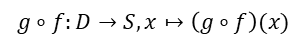 g ∘ f: D → S, x ↦ (g ∘ f)(x)